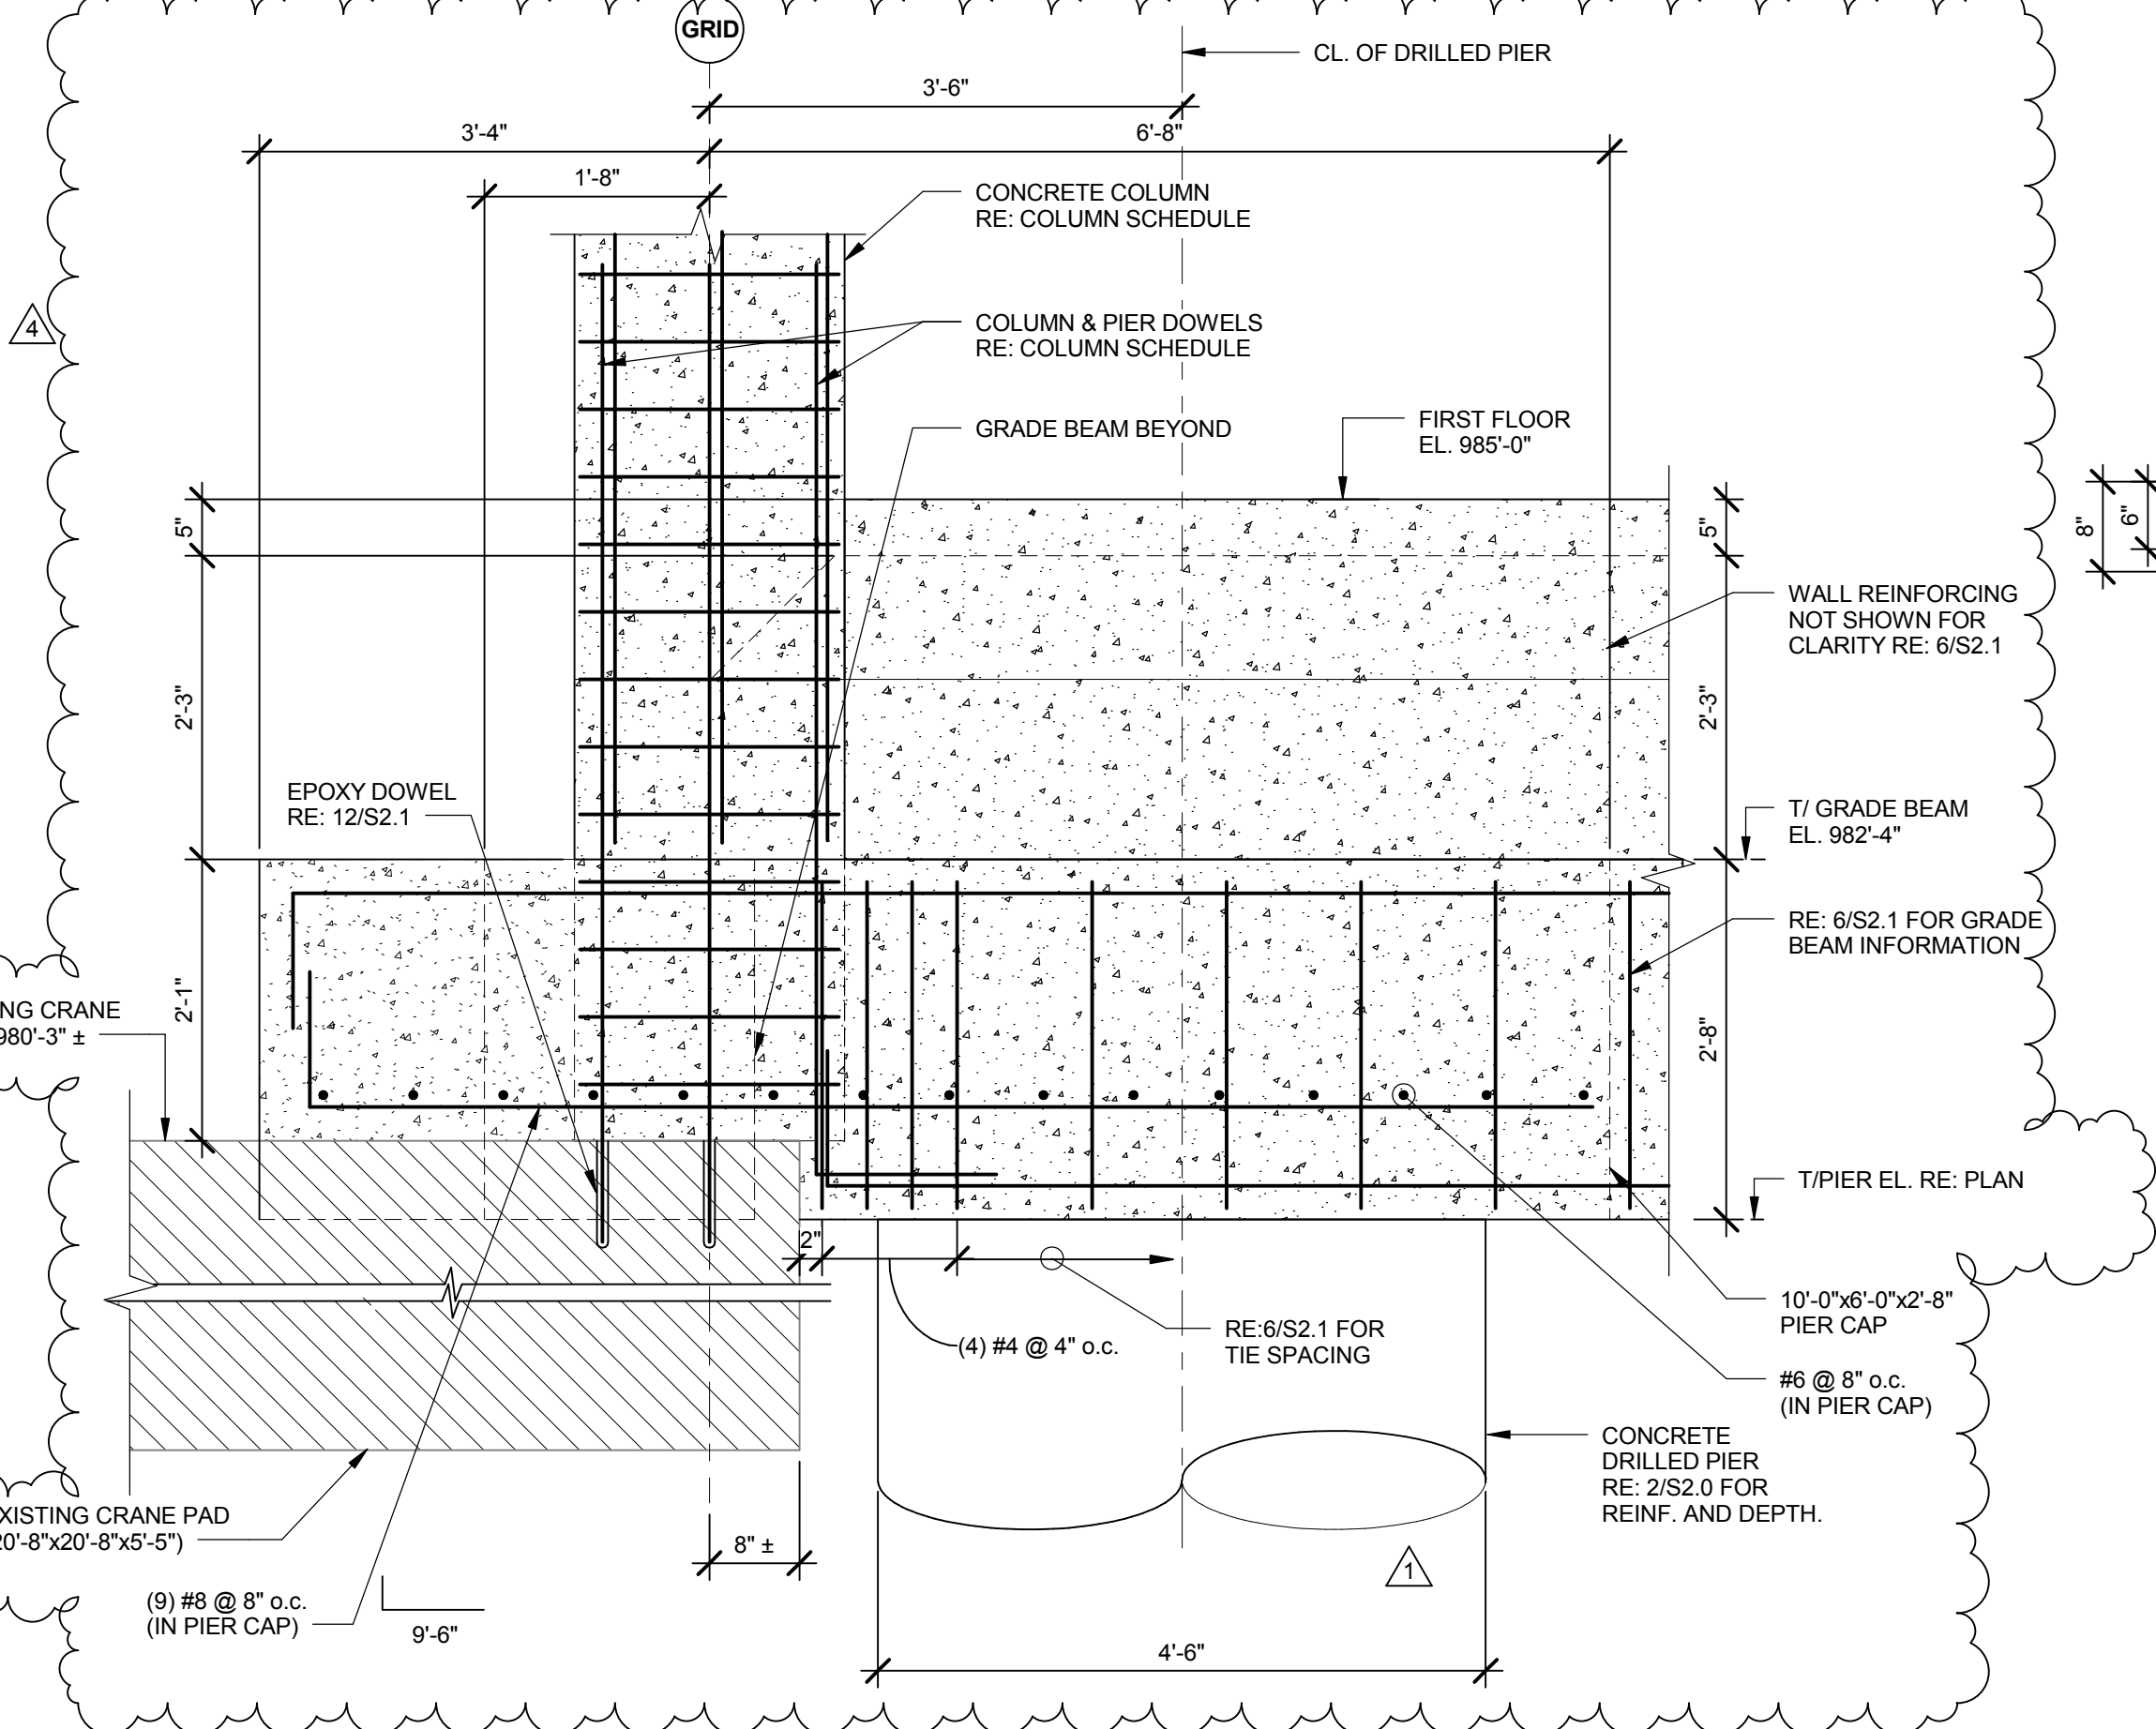 GRID
CL. OF DRILLED PIER
3'-6"
3'-4"
6'-8"
1'-8"
CONCRETE COLUMN
RE: COLUMN SCHEDULE
4
COLUMN & PIER DOWELS
RE: COLUMN SCHEDULE
GRADE BEAM BEYOND
FIRST FLOOR
EL. 985'-0"
5"
5"
8"
6"
WALL REINFORCING
NOT SHOWN FOR
CLARITY RE: 6/S2.1
2'-3"
2'-3"
EPOXY DOWEL
RE: 12/S2.1
T/ GRADE BEAM
EL. 982'-4"
RE: 6/S2.1 FOR GRADE
BEAM INFORMATION
2'-1"
NG CRANE
980'-3" ±
2'-8"
T/PIER EL. RE: PLAN
2"
(4) #4 @ 4" o.c.
RE:6/S2.1 FOR
TIE SPACING
10'-0"x6'-0"x2'-8"
PIER CAP
#6 @ 8" o.c.
(IN PIER CAP)
CONCRETE
DRILLED PIER
RE: 2/S2.0 FOR
REINF. AND DEPTH.
XISTING CRANE PAD
20'-8"x20'-8"x5'-5")
8" ±
1
(9) #8 @ 8" o.c.
(IN PIER CAP)
9'-6"
4'-6"